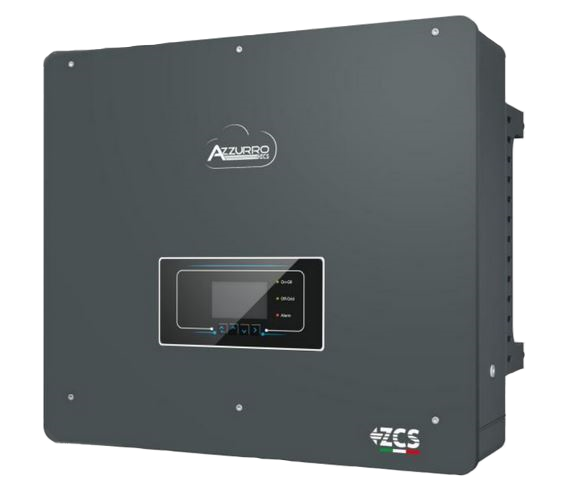 AZZURRO
ZCS
On-Grid
Off-Grid
Alarm
ZCS